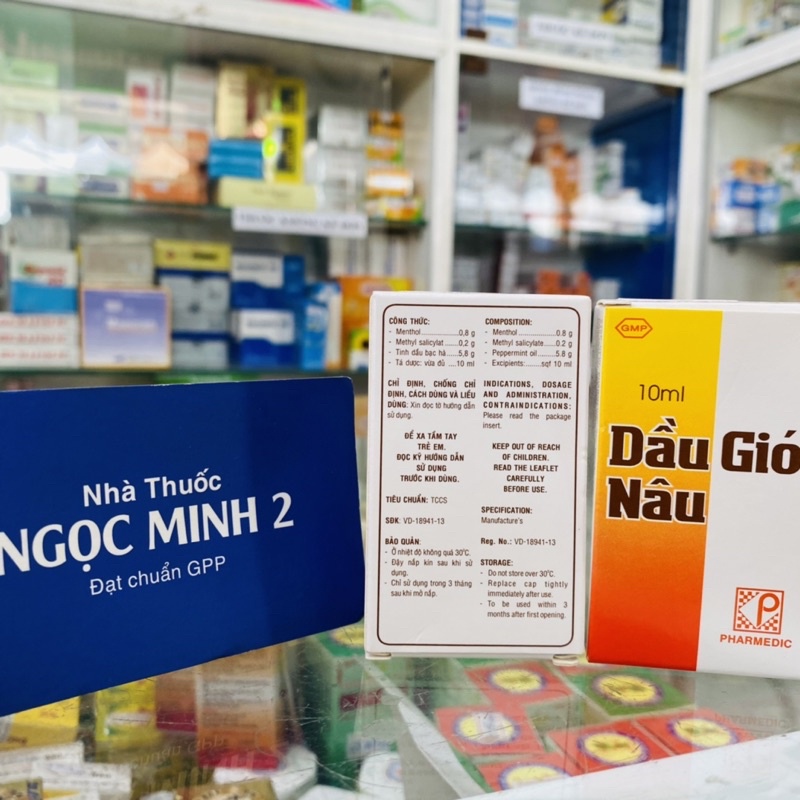 Nhà Thuốc
NGỌC MINH 2
Đạt chuẩn GPP
CÔNG THỨC:
- Menthol..............0,8 g
- Methyl salicylat.....0,2 g
- Tinh dầu bạc hà......5,8 g
- Tá dược: vừa đủ ... 10 ml
CHỈ ĐỊNH, CHỐNG CHỈ
ĐỊNH, CÁCH DÙNG VÀ LIỀU
DÙNG: Xin đọc tờ hướng dẫn
sử dụng.
ĐỂ XA TẦM TAY
TRẺ EM.
ĐỌC KỸ HƯỚNG DẪN
SỬ DỤNG
TRƯỚC KHI DÙNG.
TIÊU CHUẨN: TCCS
SĐK: VD-18941-13
BẢO QUẢN:
- Ở nhiệt độ không quá 30°C.
- Đậy nắp kín sau khi sử
dụng.
- Chỉ sử dụng trong 3 tháng
sau khi mở nắp.
COMPOSITION:
- Menthol..............0.8 g
- Methyl salicylate....0.2 g
- Peppermint oil.......5.8 g
- Excipients:......sqf 10 ml
INDICATIONS, DOSAGE
AND ADMINISTRATION,
CONTRAINDICATIONS:
Please read the package
insert.
KEEP OUT OF REACH
OF CHILDREN.
READ THE LEAFLET
CAREFULLY
BEFORE USE.
SPECIFICATION:
Manufacture's
Reg. No.: VD-18941-13
STORAGE:
- Do not store over 30°C.
- Replace cap tightly
immediately after use.
- To be used within 3
months after first opening.
GMP
10ml
Dầu Gió
Nâu
PHARMEDIC